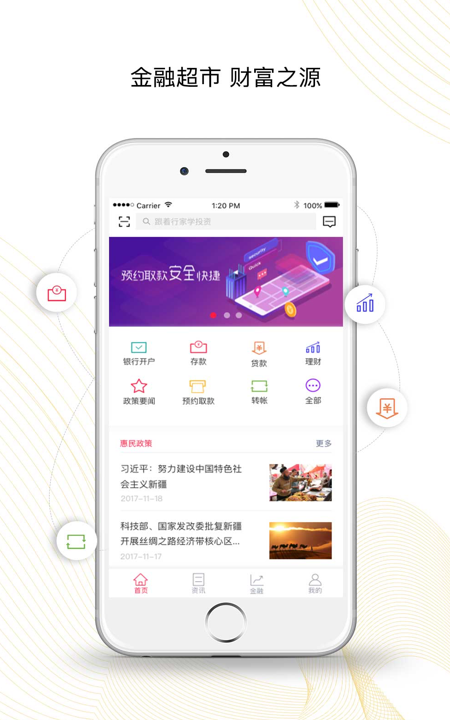 金融超市 财富之源
Carrier
1:20 PM
100%
跟着行家学投资
预约取款安全快捷
银行开户
存款
贷款
理财
政策要闻
预约取款
转帐
全部
惠民政策
更多
习近平：努力建设中国特色社
会主义新疆
2017-11-18
科技部、国家发改委批复新疆
开展丝绸之路经济带核心区...
2017-11-17
首页
资讯
金融
我的